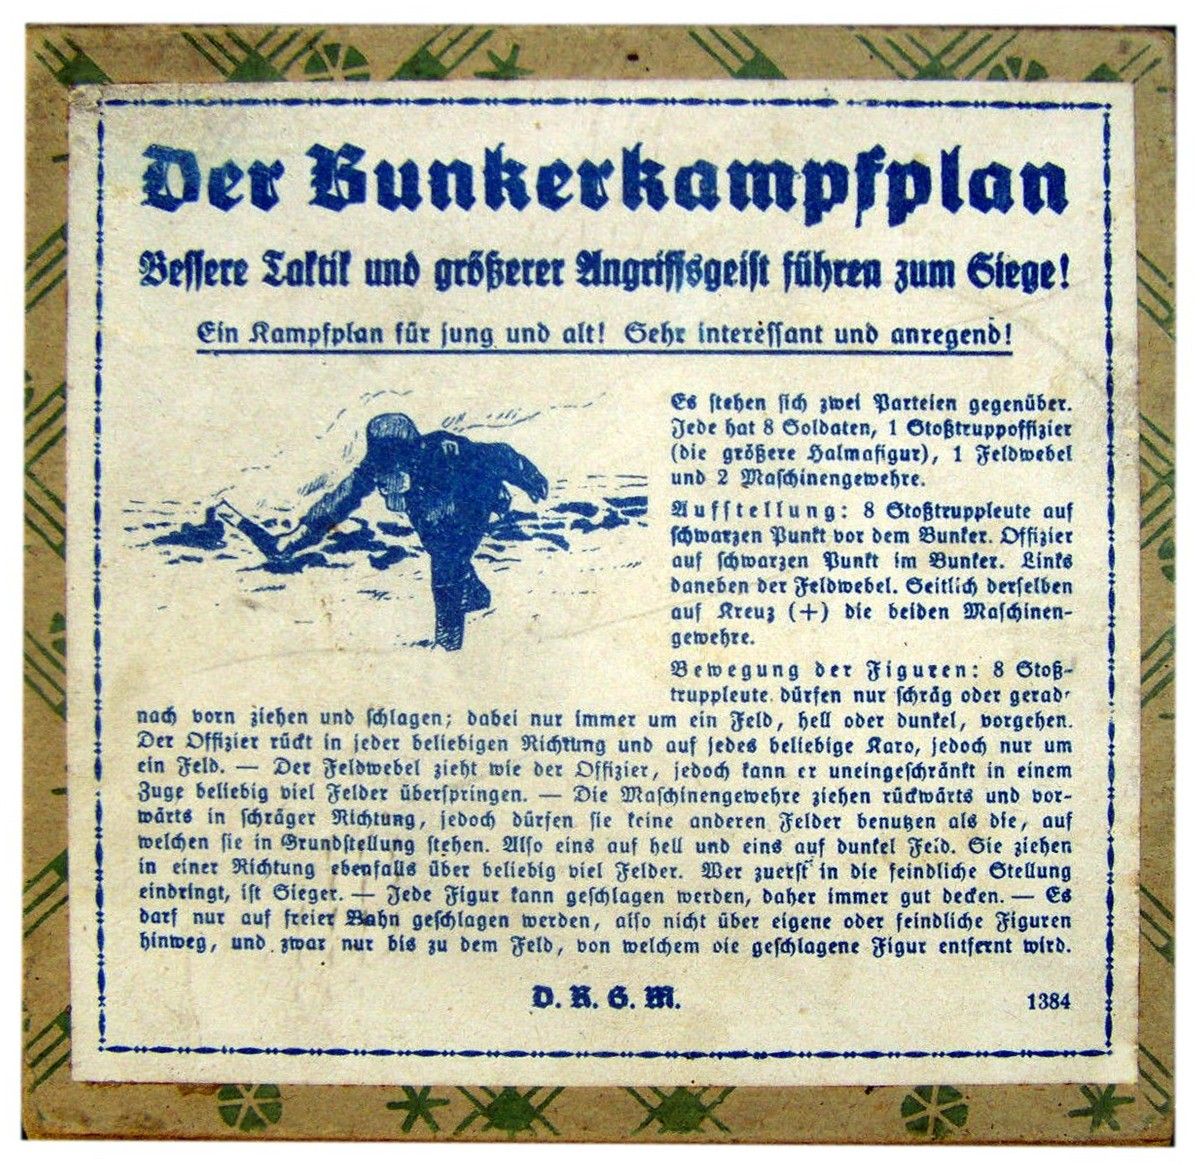 Der Bunkerkampfplan
Bessere Taktik und größerer Angriffsgeist führen zum Siege!
Ein Kampfplan für jung und alt! Sehr interessant und anregend!
Es stehen sich zwei Parteien gegenüber.
Jede hat 8 Soldaten, 1 Stoßtruppoffizier
(die größere Halmafigur), 1 Feldwebel
und 2 Maschinengewehre.
Aufstellung: 8 Stoßtruppleute auf
schwarzen Punkt vor dem Bunker. Offizier
auf schwarzen Punkt im Bunker. Links
daneben der Feldwebel. Seitlich derselben
auf Kreuz (+) die beiden Maschinen-
gewehre.
Bewegung der Figuren: 8 Stoß-
truppleute dürfen nur schräg oder gerad
nach vorn ziehen und schlagen; dabei nur immer um ein Feld, hell oder dunkel, vorgehen.
Der Offizier rückt in jeder beliebigen Richtung und auf jedes beliebige Karo, jedoch nur um
ein Feld. — Der Feldwebel zieht wie der Offizier, jedoch kann er uneingeschränkt in einem
Zuge beliebig viel Felder überspringen. — Die Maschinengewehre ziehen rückwärts und vor-
wärts in schräger Richtung, jedoch dürfen sie keine anderen Felder benutzen als die, auf
welchen sie in Grundstellung stehen. Also eins auf hell und eins auf dunkel Feld. Sie ziehen
in einer Richtung ebenfalls über beliebig viel Felder. Wer zuerst in die feindliche Stellung
eindringt, ist Sieger. — Jede Figur kann geschlagen werden, daher immer gut decken. — Es
darf nur auf freier Bahn geschlagen werden, also nicht über eigene oder feindliche Figuren
hinweg, und zwar nur bis zu dem Feld, von welchem die geschlagene Figur entfernt wird.
D. R. G. M.
1384